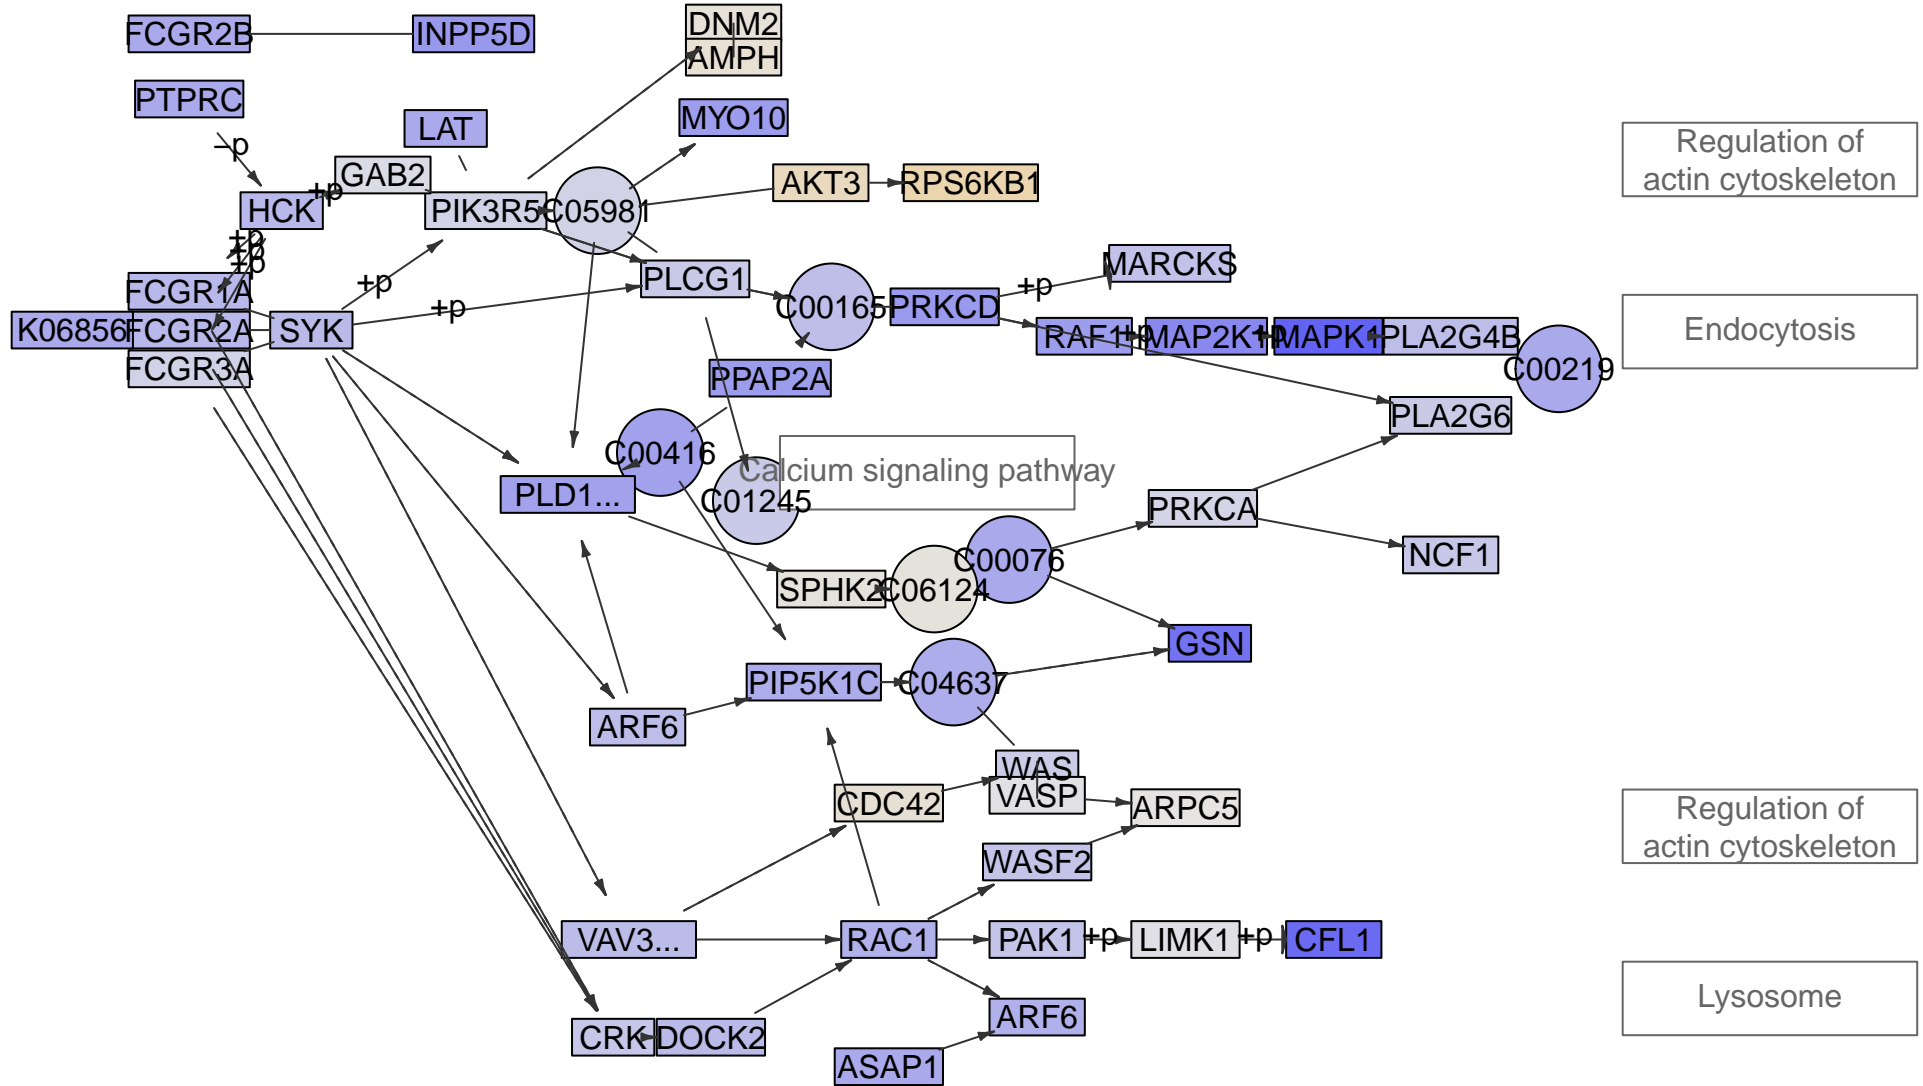 FCGR2B
INPP5D
DNM2
AMPH
PTPRC
LAT
MYO10
Regulation of
actin cytoskeleton
−p
GAB2
+p
HCK
PIK3R5
C05981
AKT3
RPS6KB1
+p
+p
+p
FCGR1A
+p
PLCG1
MARCKS
+p
C00165
PRKCD
K06856
FCGR2A
SYK
+p
RAF1
+p
MAP2K1
+p
MAPK1
PLA2G4B
Endocytosis
FCGR3A
PPAP2A
C00219
PLA2G6
C00416
Calcium signaling pathway
PLD1...
C01245
PRKCA
C00076
NCF1
SPHK2
C06124
GSN
PIP5K1C
C04637
ARF6
WAS
VASP
CDC42
ARPC5
Regulation of
actin cytoskeleton
WASF2
VAV3...
RAC1
PAK1
+p
LIMK1
+p
CFL1
Lysosome
ARF6
CRK
DOCK2
ASAP1